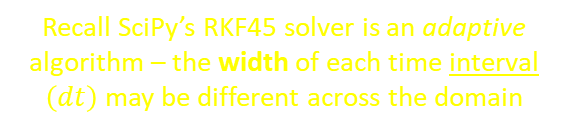 Recall SciPy’s RKF45 solver is an adaptive
algorithm – the width of each time interval
(dt) may be different across the domain